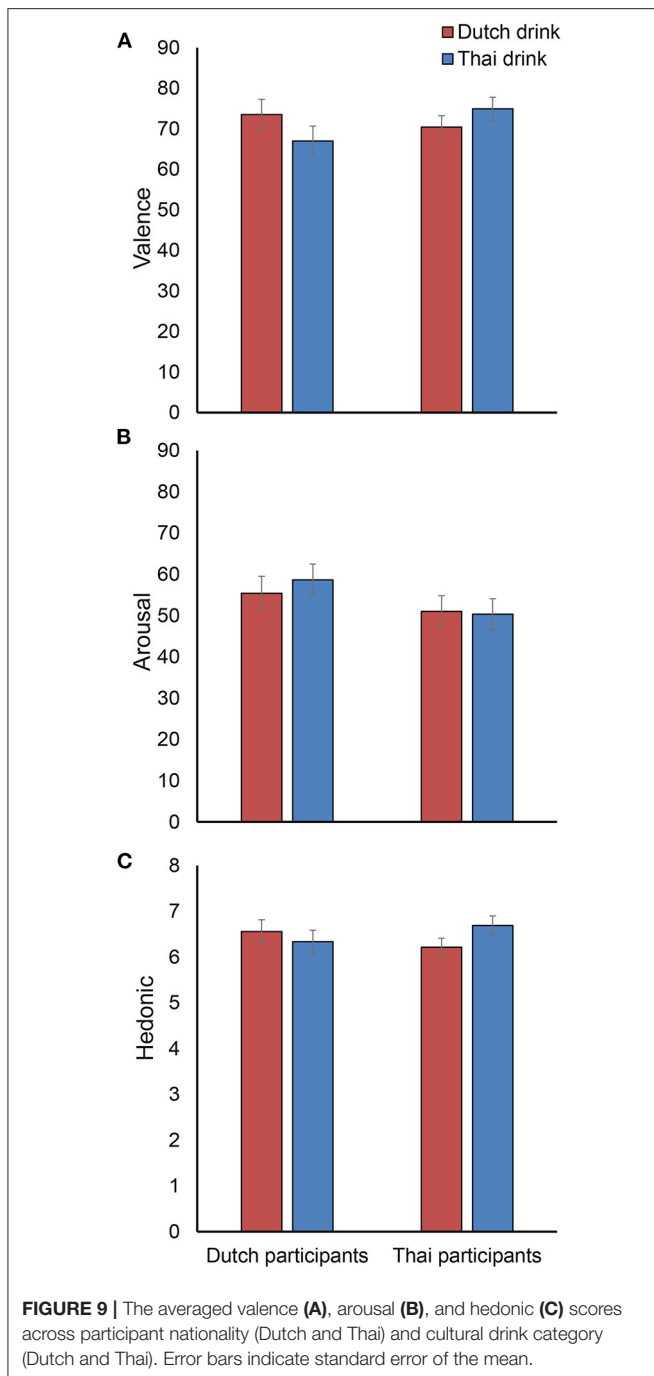 A
Dutch drink
Thai drink
90
80
70
60
50
40
30
20
10
0
Valence
B
90
80
70
60
50
40
30
20
10
0
Arousal
C
8
7
6
5
4
3
2
1
0
Hedonic
Dutch participants Thai participants
FIGURE 9 | The averaged valence (A), arousal (B), and hedonic (C) scores
across participant nationality (Dutch and Thai) and cultural drink category
(Dutch and Thai). Error bars indicate standard error of the mean.